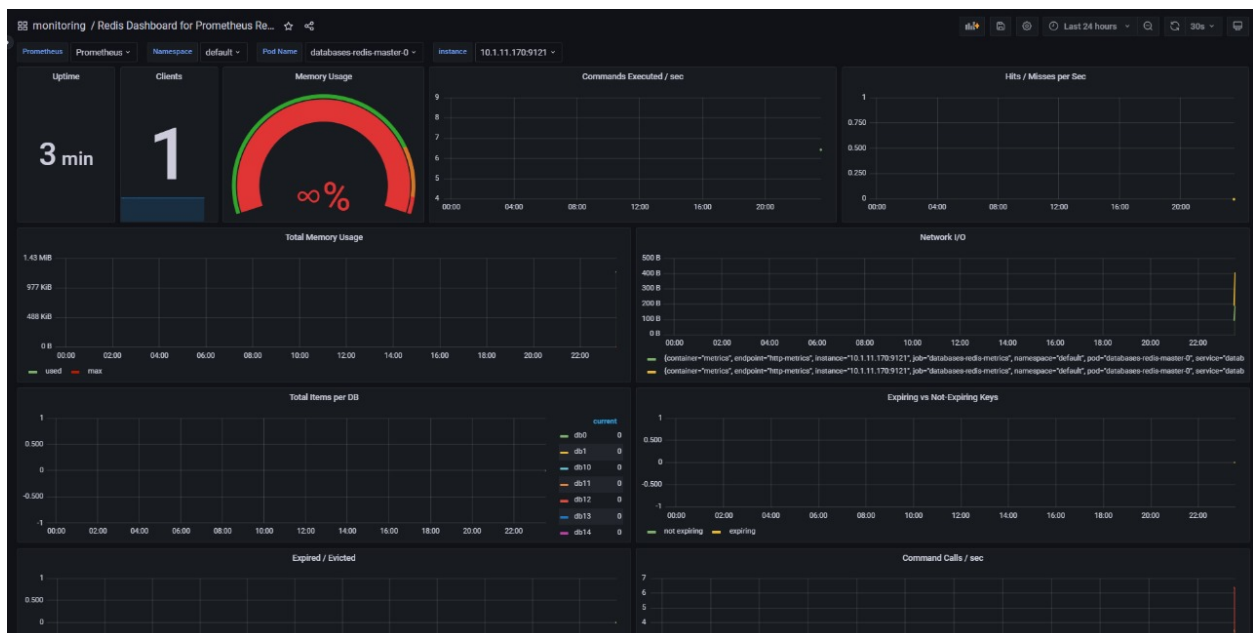 monitoring / Redis Dashboard for Prometheus Re...
Last 24 hours
30s
Prometheus Prometheus Namespace default Pod Name databases-redis-master-0 instance 10.1.11.170:9121
Uptime
3 min
Clients
1
Memory Usage
∞%
Commands Executed / sec
9
8
7
6
5
4
00:00 04:00 08:00 12:00 16:00 20:00
Hits / Misses per Sec
1
0.750
0.500
0.250
0
00:00 04:00 08:00 12:00 16:00 20:00
Total Memory Usage
1.43 MiB
977 KiB
488 KiB
0 B
00:00 02:00 04:00 06:00 08:00 10:00 12:00 14:00 16:00 18:00 20:00 22:00
used max
Network I/O
500 B
400 B
300 B
200 B
100 B
0 B
00:00 02:00 04:00 06:00 08:00 10:00 12:00 14:00 16:00 18:00 20:00 22:00
{container="metrics", endpoint="http-metrics", instance="10.1.11.170:9121", job="databases-redis-metrics", namespace="default", pod="databases-redis-master-0", service="datab
{container="metrics", endpoint="http-metrics", instance="10.1.11.170:9121", job="databases-redis-metrics", namespace="default", pod="databases-redis-master-0", service="datab
Total Items per DB
1
0.500
0
-0.500
-1
00:00 02:00 04:00 06:00 08:00 10:00 12:00 14:00 16:00 18:00 20:00 22:00
current
db0 0
db1 0
db10 0
db11 0
db12 0
db13 0
db14 0
Expiring vs Not-Expiring Keys
1
0.500
0
-0.500
-1
00:00 02:00 04:00 06:00 08:00 10:00 12:00 14:00 16:00 18:00 20:00 22:00
not expiring expiring
Expired / Evicted
1
0.500
0
Command Calls / sec
7
6
5
4